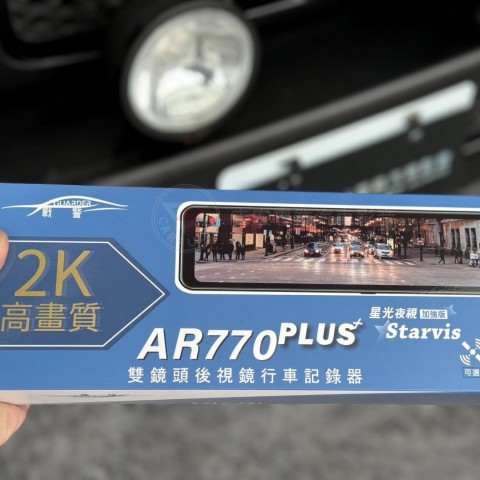 GUARDER
戰警
2K
高畫質
AR770PLUS+
星光夜視 加強版
Starvis
雙鏡頭後視鏡行車記錄器
可選